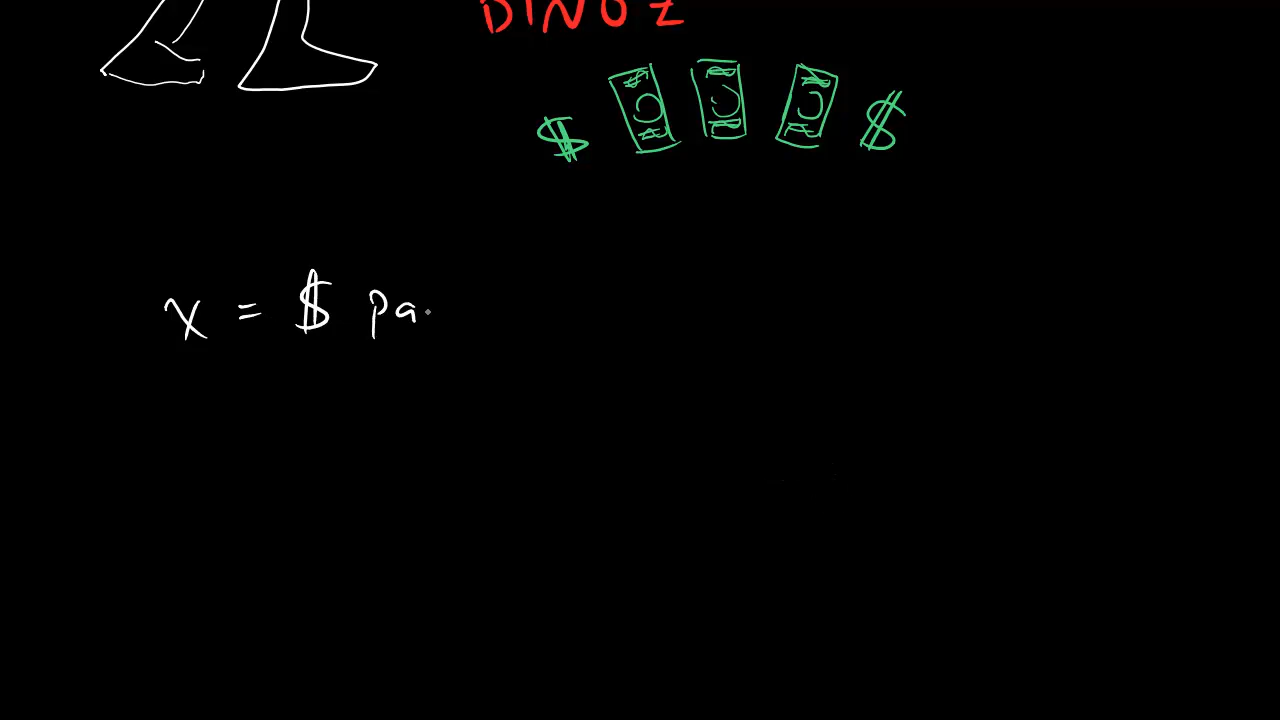 DINOZ
$ $
x = $ pa